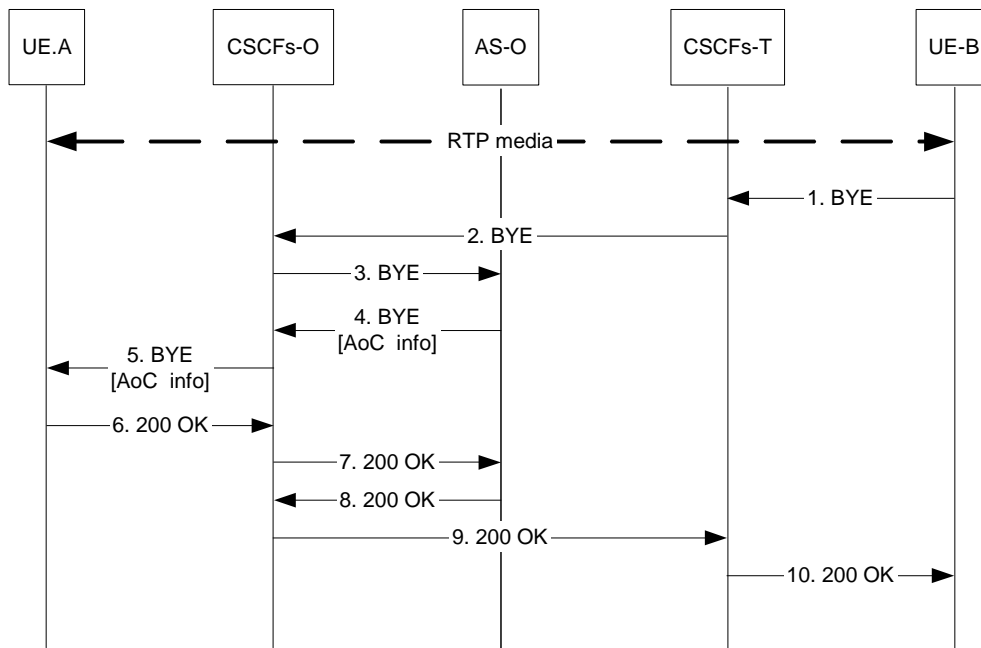 UE.A
CSCFs-O
AS-O
CSCFs-T
UE-B
RTP media
1. BYE
2. BYE
3. BYE
4. BYE
[AoC info]
5. BYE
[AoC info]
6. 200 OK
7. 200 OK
8. 200 OK
9. 200 OK
10. 200 OK